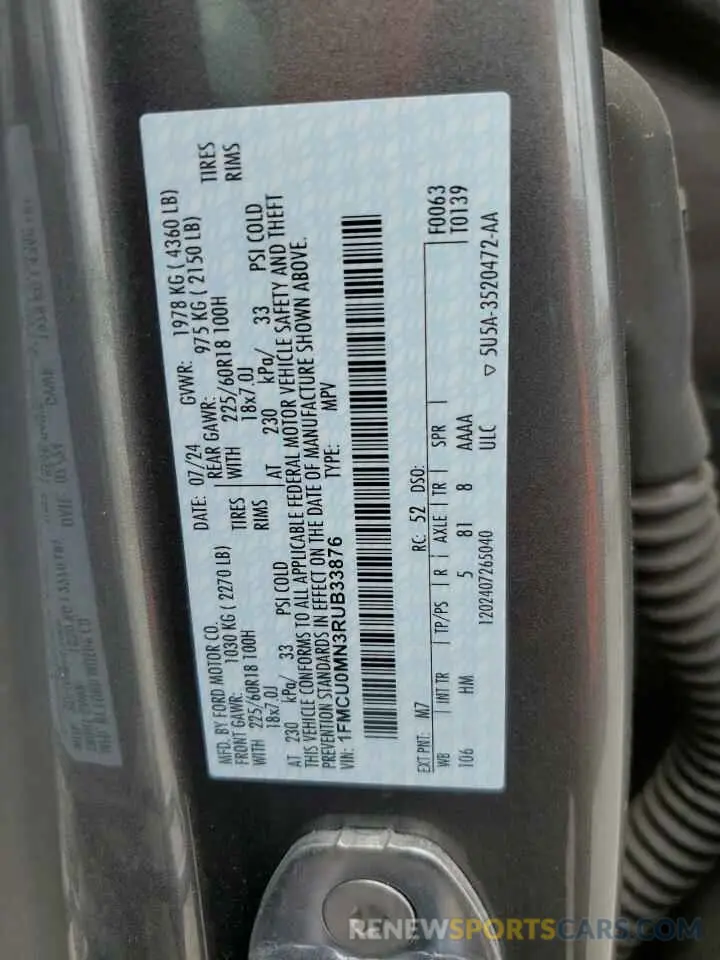 MFD. BY FORD MOTOR CO.
DATE: 07/24 GVWR: 1978 KG ( 4360 LB)
FRONT GAWR: 1030 KG ( 2270 LB) REAR GAWR: 975 KG ( 2150 LB)
WITH 225/60R18 100H TIRES WITH 225/60R18 100H TIRES
18x7.0J RIMS 18x7.0J RIMS
AT 230 kPa/ 33 PSI COLD AT 230 kPa/ 33 PSI COLD
THIS VEHICLE CONFORMS TO ALL APPLICABLE FEDERAL MOTOR VEHICLE SAFETY AND THEFT
PREVENTION STANDARDS IN EFFECT ON THE DATE OF MANUFACTURE SHOWN ABOVE.
VIN: 1FMCU0MN3RUB33876 TYPE: MPV
EXT PNT: M7 RC: 52 DSO: F0063
WB INT TR TP/PS R AXLE TR SPR T0139
106 HM 5 81 8 AAAA
1202407265040 ULC ▽ 5U5A-3520472-AA
RENEWSPORTSCARS.COM